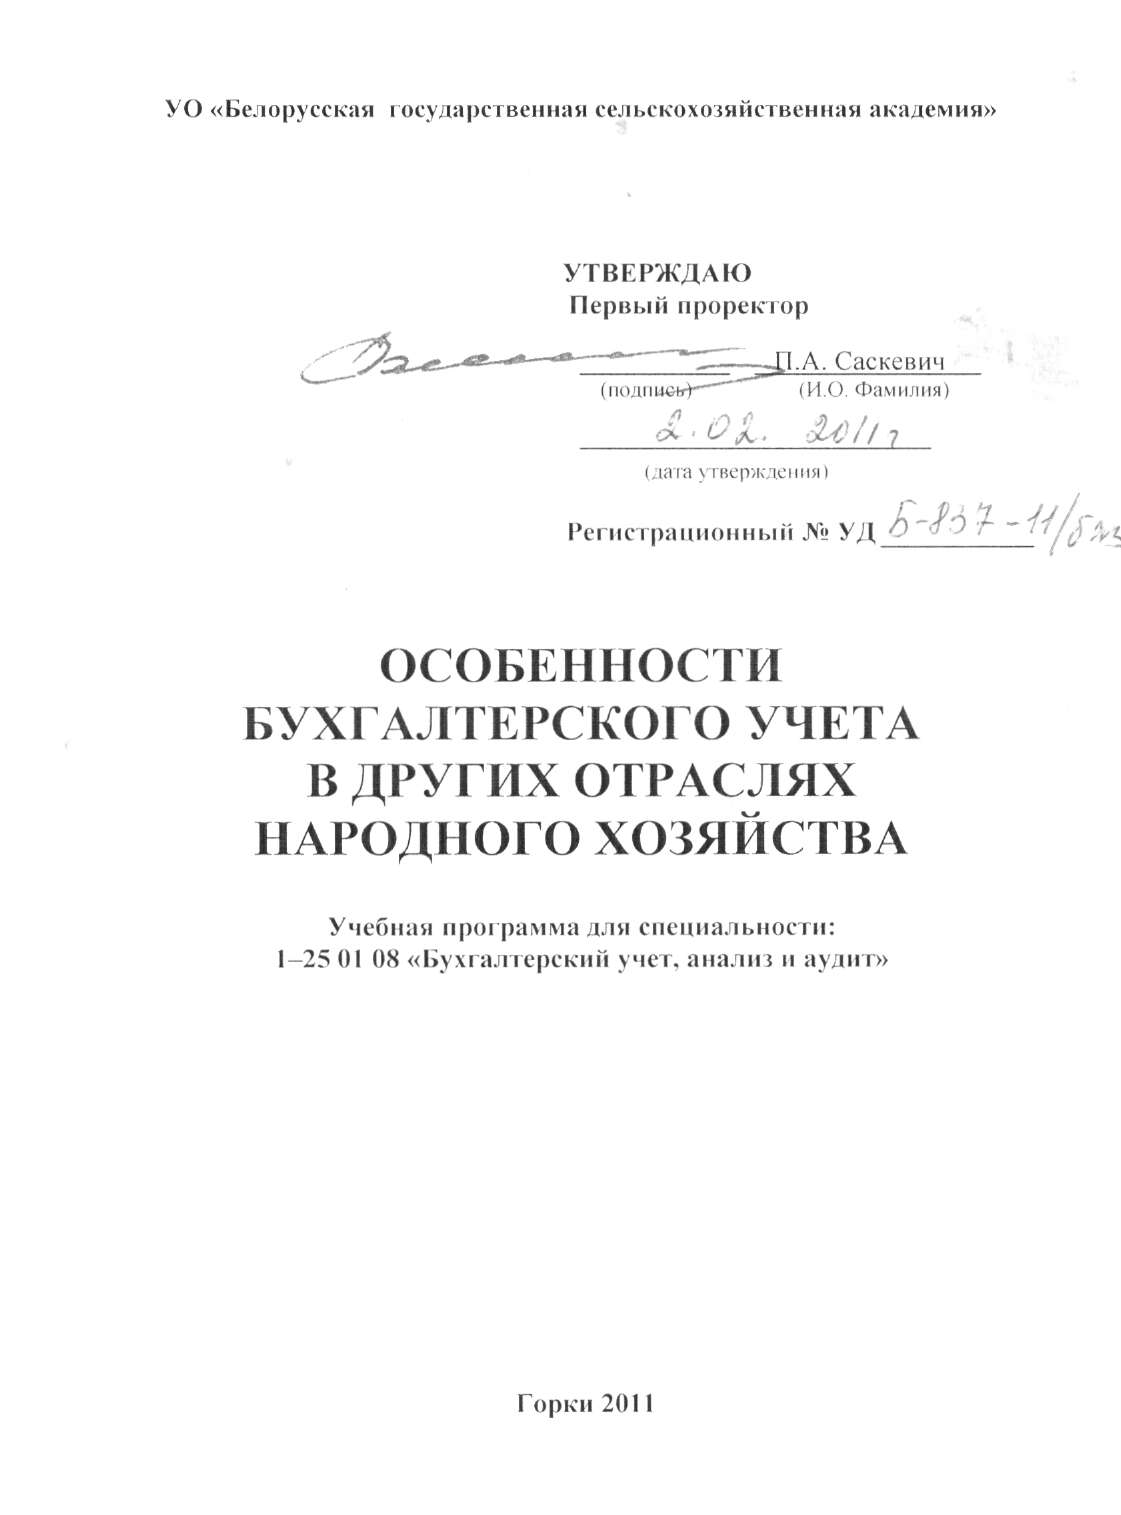 УО «Белорусская государственная сельскохозяйственная академия»
УТВЕРЖДАЮ
Первый проректор
П.А. Саскевич
(подпись) (И.О. Фамилия)
2.02. 2011г
(дата утверждения)
Регистрационный № УД Б-837-11/
ОСОБЕННОСТИ
БУХГАЛТЕРСКОГО УЧЕТА
В ДРУГИХ ОТРАСЛЯХ
НАРОДНОГО ХОЗЯЙСТВА
Учебная программа для специальности:
1–25 01 08 «Бухгалтерский учет, анализ и аудит»
Горки 2011